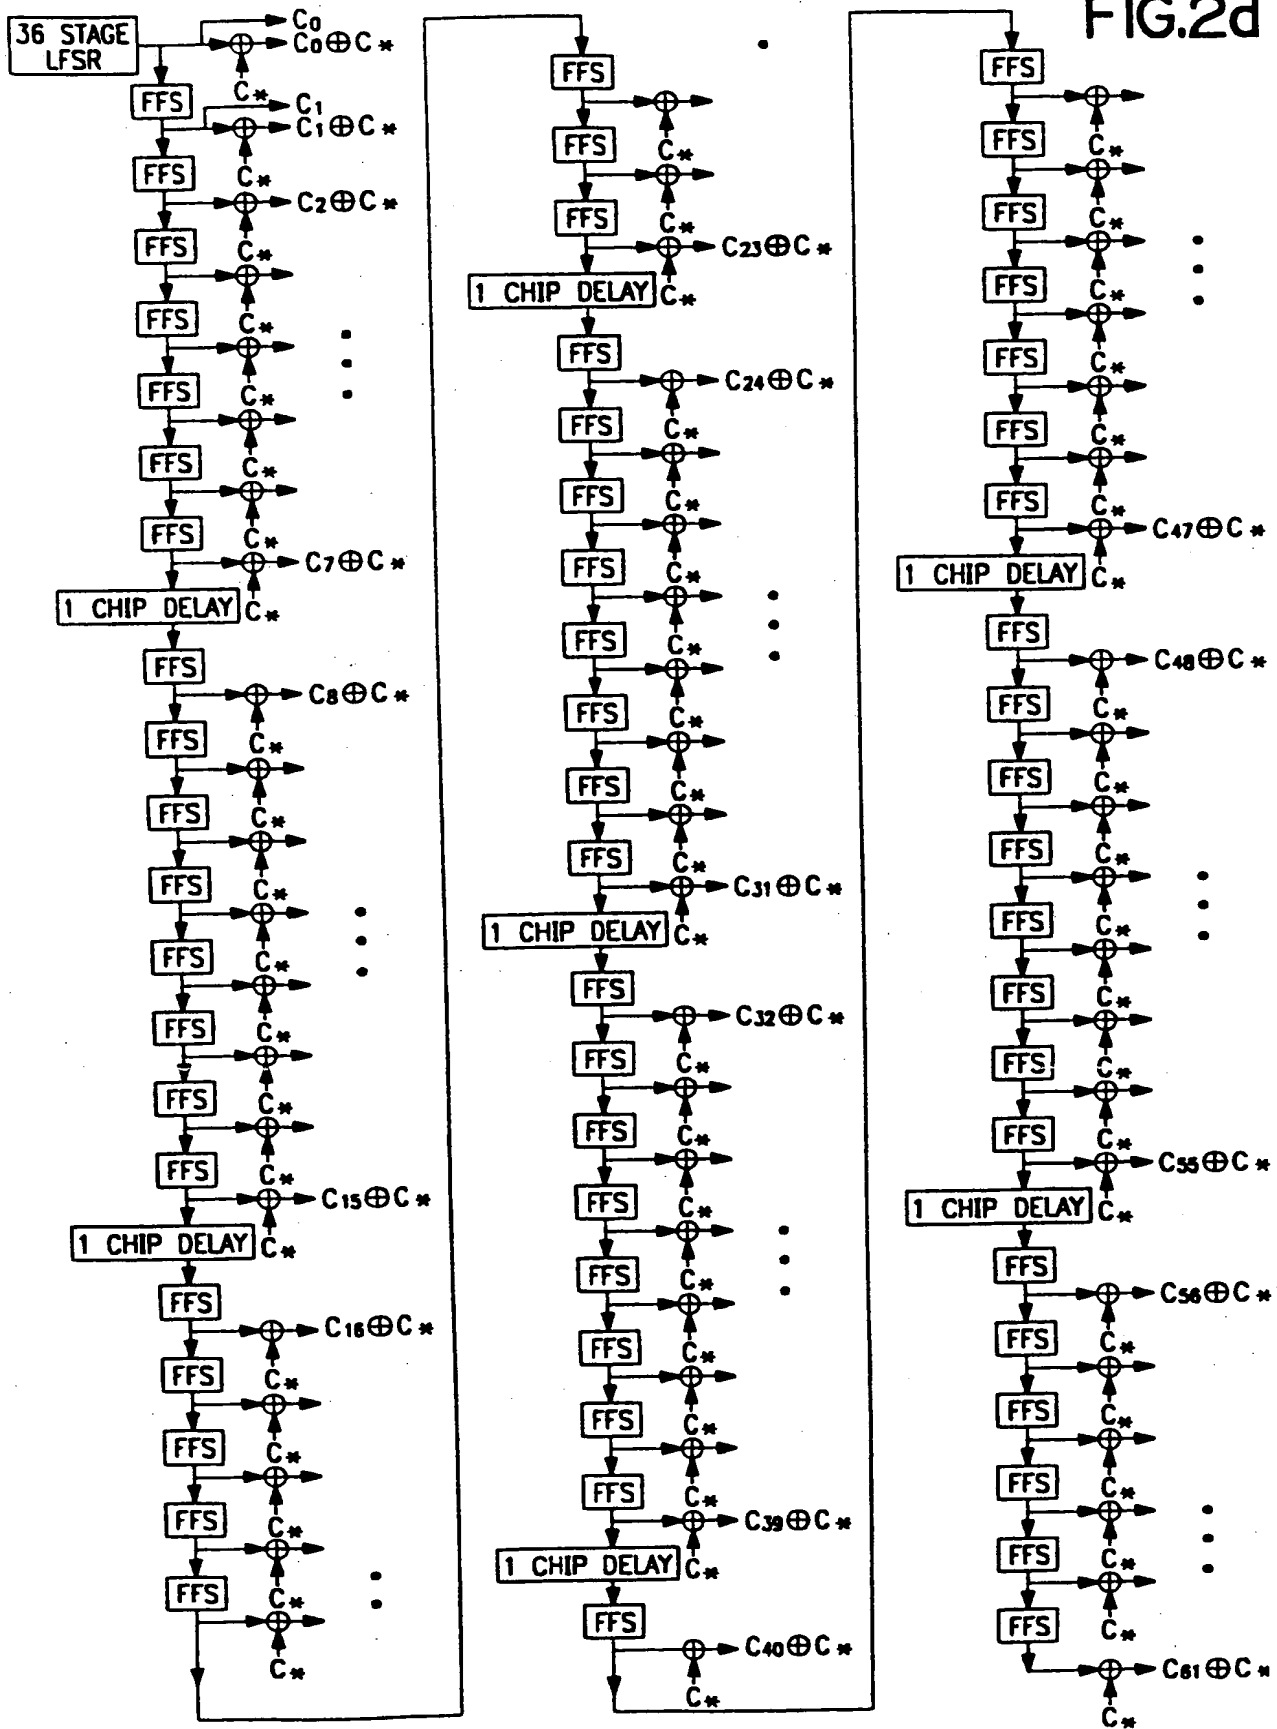 FIG.2d
36 STAGE
LFSR
C0
C0⊕C*
FFS C*
C1
C1⊕C*
FFS C*
C2⊕C*
FFS C*
FFS C*
FFS C*
FFS C*
FFS C*
C7⊕C*
1 CHIP DELAY C*
FFS
C8⊕C*
FFS C*
FFS C*
FFS C*
FFS C*
FFS C*
FFS C*
FFS C*
C15⊕C*
1 CHIP DELAY C*
FFS
C16⊕C*
FFS C*
FFS C*
FFS C*
FFS C*
C*
FFS
FFS C*
FFS C*
C23⊕C*
1 CHIP DELAY C*
FFS
C24⊕C*
FFS C*
FFS C*
FFS C*
FFS C*
FFS C*
FFS C*
FFS C*
C31⊕C*
1 CHIP DELAY C*
FFS
C32⊕C*
FFS C*
FFS C*
FFS C*
FFS C*
FFS C*
FFS C*
FFS C*
C39⊕C*
1 CHIP DELAY C*
FFS
C40⊕C*
C*
FFS
FFS C*
FFS C*
FFS C*
FFS C*
FFS C*
FFS C*
C47⊕C*
1 CHIP DELAY C*
FFS
C48⊕C*
FFS C*
FFS C*
FFS C*
FFS C*
FFS C*
FFS C*
FFS C*
C55⊕C*
1 CHIP DELAY C*
FFS
C56⊕C*
FFS C*
FFS C*
FFS C*
FFS C*
FFS C*
C61⊕C*
C*